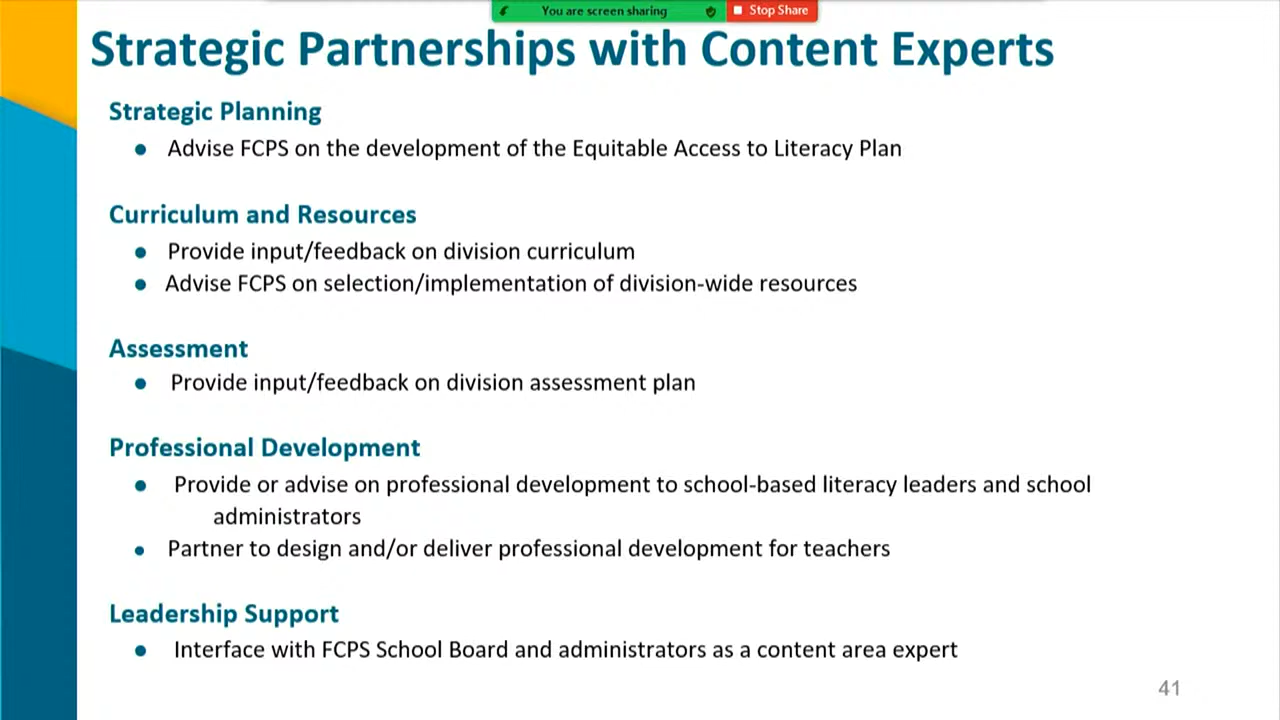 You are screen sharing
Stop Share
Strategic Partnerships with Content Experts
Strategic Planning
● Advise FCPS on the development of the Equitable Access to Literacy Plan
Curriculum and Resources
● Provide input/feedback on division curriculum
● Advise FCPS on selection/implementation of division-wide resources
Assessment
● Provide input/feedback on division assessment plan
Professional Development
● Provide or advise on professional development to school-based literacy leaders and school
administrators
● Partner to design and/or deliver professional development for teachers
Leadership Support
● Interface with FCPS School Board and administrators as a content area expert
41